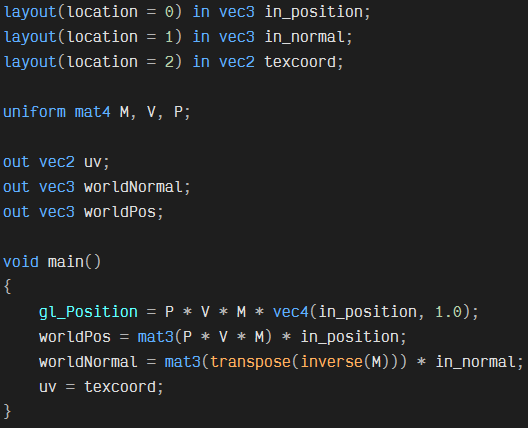 layout(location = 0) in vec3 in_position;
layout(location = 1) in vec3 in_normal;
layout(location = 2) in vec2 texcoord;

uniform mat4 M, V, P;

out vec2 uv;
out vec3 worldNormal;
out vec3 worldPos;

void main()
{
    gl_Position = P * V * M * vec4(in_position, 1.0);
    worldPos = mat3(P * V * M) * in_position;
    worldNormal = mat3(transpose(inverse(M))) * in_normal;
    uv = texcoord;
}